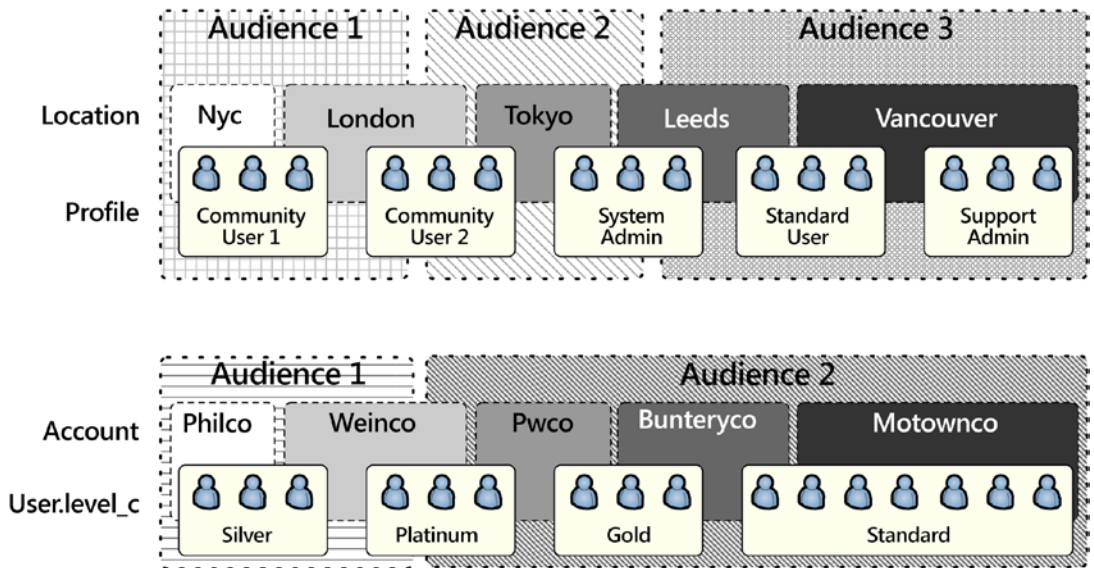 Audience 1 Audience 2 Audience 3
Location Nyc London Tokyo Leeds Vancouver
Profile
Community User 1
Community User 2
System Admin
Standard User
Support Admin
Audience 1 Audience 2
Account Philco Weinco Pwco Bunteryco Motownco
User.level_c
Silver Platinum Gold Standard